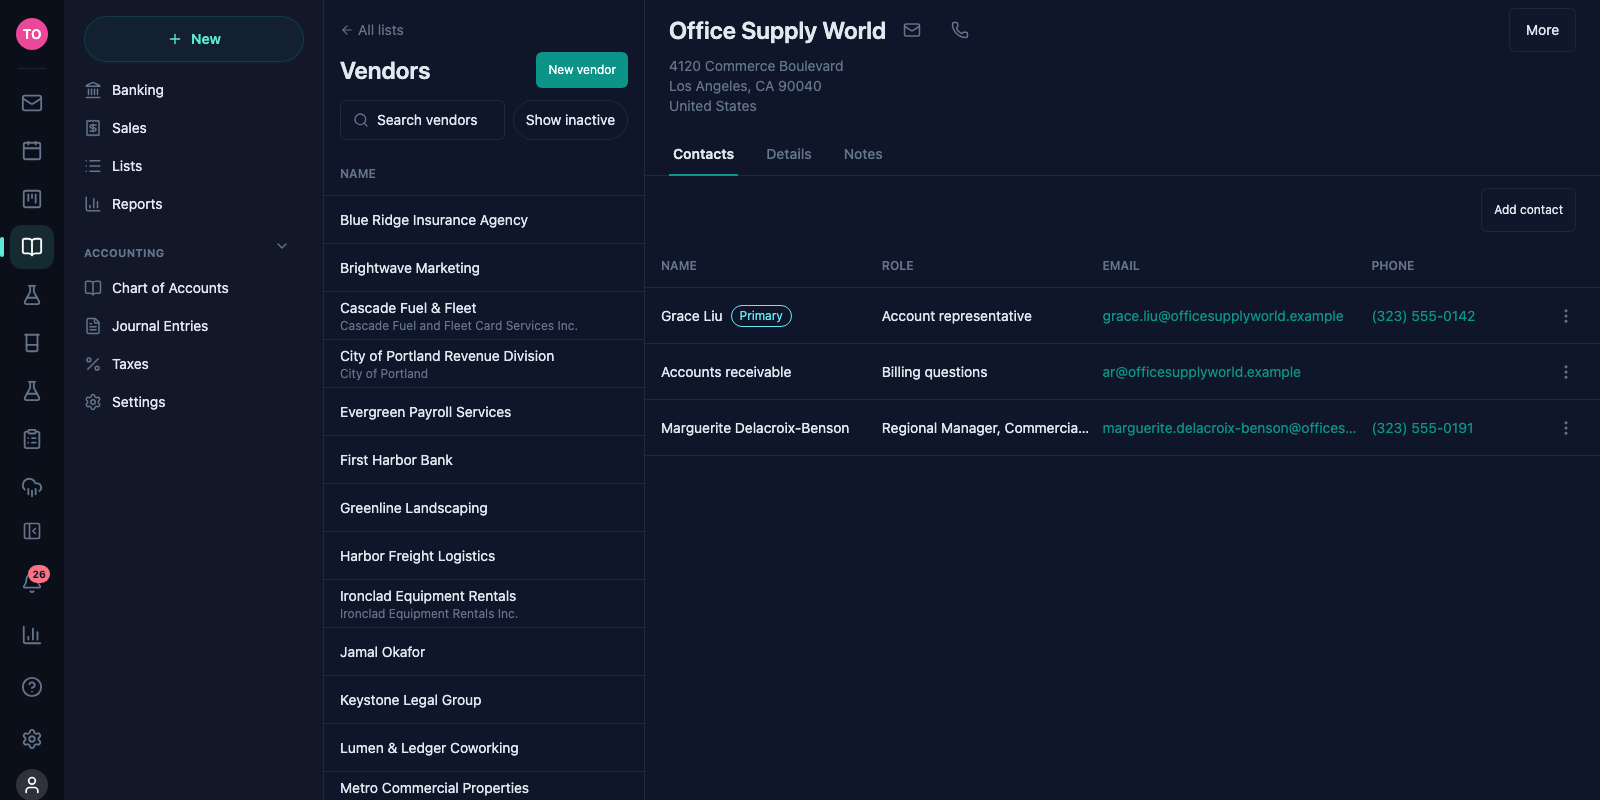 TO
26
New
Banking
Sales
Lists
Reports
ACCOUNTING
Chart of Accounts
Journal Entries
Taxes
Settings
All lists
Vendors
New vendor
Search vendors
Show inactive
NAME
Blue Ridge Insurance Agency
Brightwave Marketing
Cascade Fuel & Fleet
Cascade Fuel and Fleet Card Services Inc.
City of Portland Revenue Division
City of Portland
Evergreen Payroll Services
First Harbor Bank
Greenline Landscaping
Harbor Freight Logistics
Ironclad Equipment Rentals
Ironclad Equipment Rentals Inc.
Jamal Okafor
Keystone Legal Group
Lumen & Ledger Coworking
Metro Commercial Properties
Office Supply World
More
4120 Commerce Boulevard
Los Angeles, CA 90040
United States
Contacts Details Notes
Add contact
NAME ROLE EMAIL PHONE
Grace Liu Primary Account representative grace.liu@officesupplyworld.example (323) 555-0142
Accounts receivable Billing questions ar@officesupplyworld.example
Marguerite Delacroix-Benson Regional Manager, Commercia... marguerite.delacroix-benson@offices... (323) 555-0191